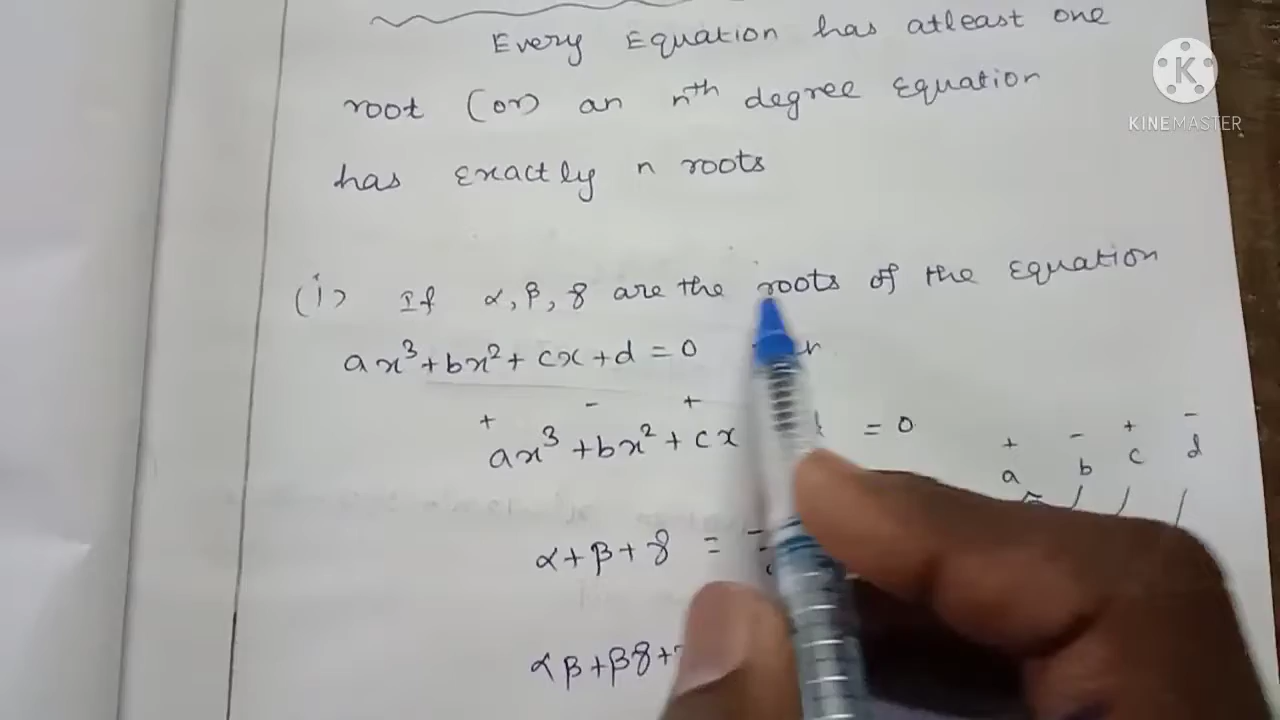 Every Equation has atleast one
root (or) an nth degree Equation
has exactly n roots
(i) If α, β, γ are the roots of the Equation
ax³+bx²+cx+d=0
+ - +
ax³+bx²+cx = 0
+ - + -
a b c d
α+β+γ = -
αβ+βγ+
K
KINEMASTER